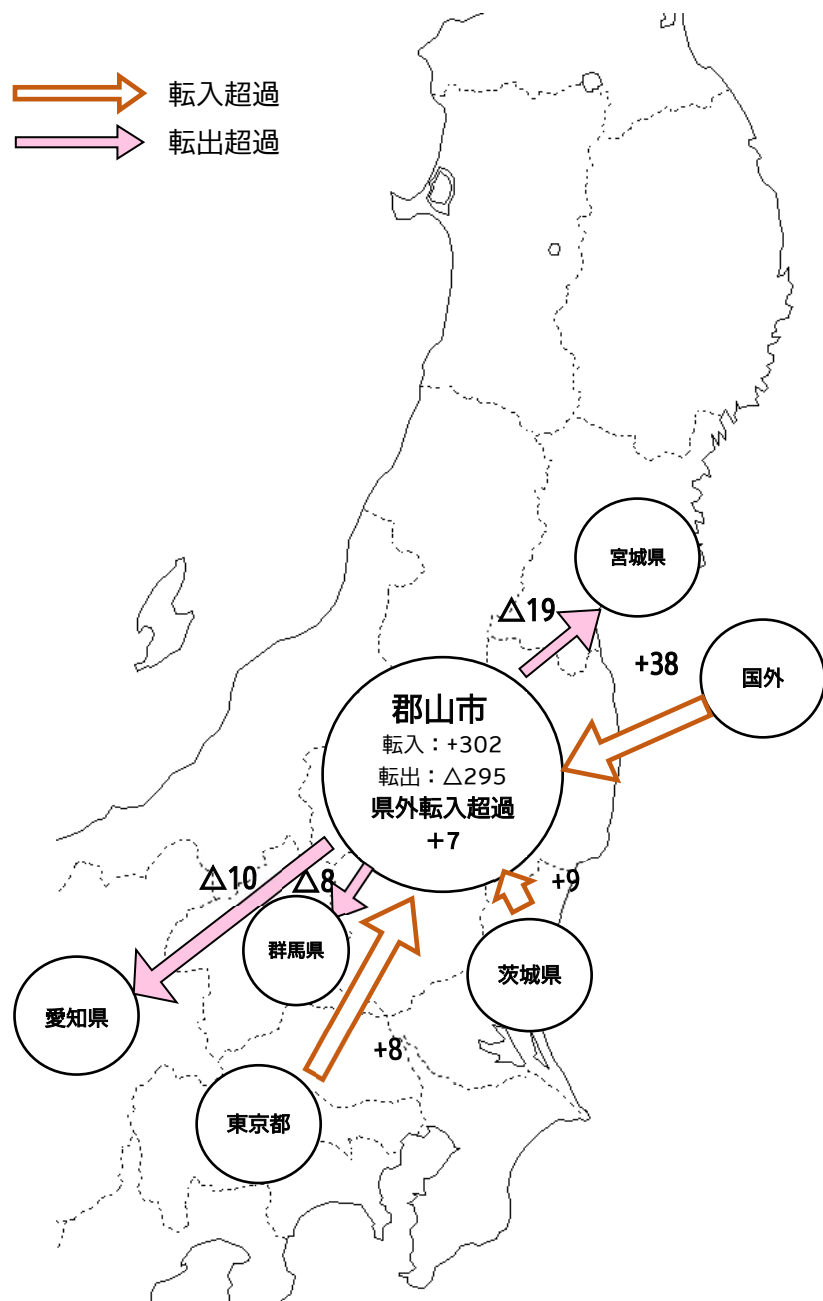 転入超過
転出超過
宮城県
△19
+38
国外
郡山市
転入：+302
転出：△295
県外転入超過
+7
△10
△8
+9
群馬県
茨城県
愛知県
+8
東京都